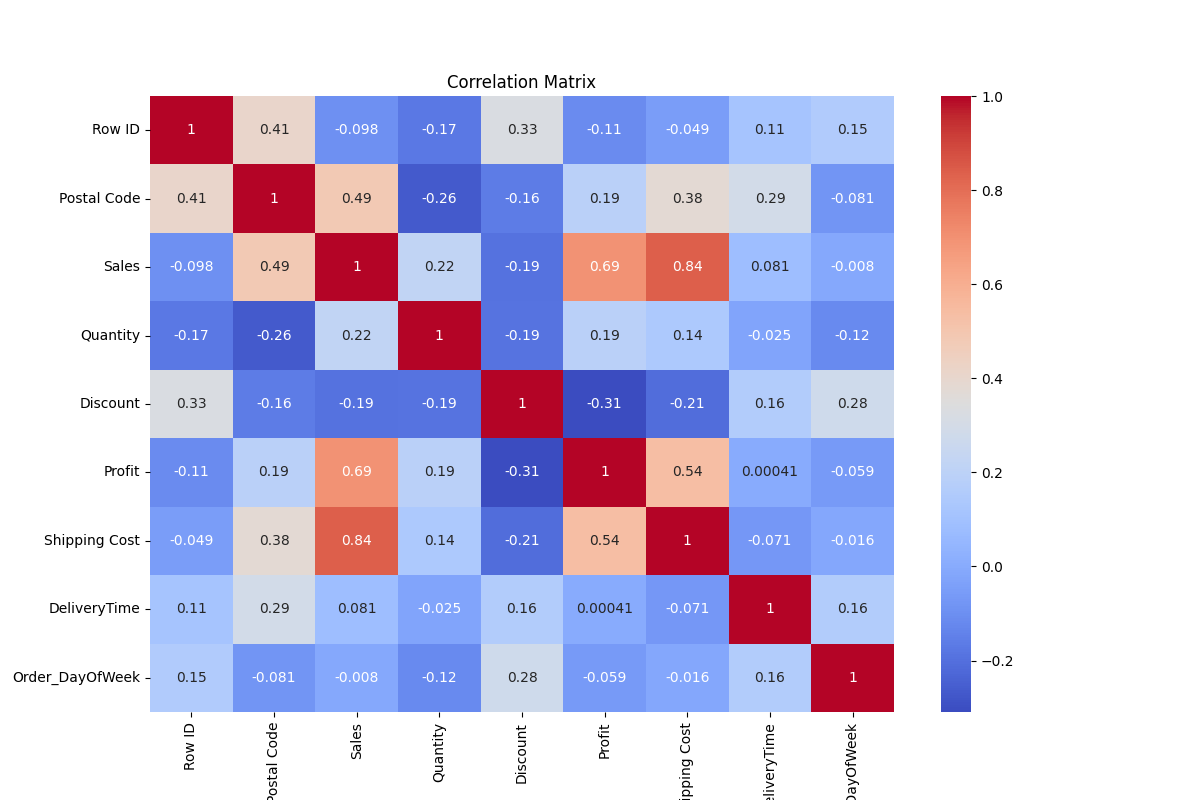 Correlation Matrix
Row ID 1 0.41 -0.098 -0.17 0.33 -0.11 -0.049 0.11 0.15
Postal Code 0.41 1 0.49 -0.26 -0.16 0.19 0.38 0.29 -0.081
Sales -0.098 0.49 1 0.22 -0.19 0.69 0.84 0.081 -0.008
Quantity -0.17 -0.26 0.22 1 -0.19 0.19 0.14 -0.025 -0.12
Discount 0.33 -0.16 -0.19 -0.19 1 -0.31 -0.21 0.16 0.28
Profit -0.11 0.19 0.69 0.19 -0.31 1 0.54 0.00041 -0.059
Shipping Cost -0.049 0.38 0.84 0.14 -0.21 0.54 1 -0.071 -0.016
DeliveryTime 0.11 0.29 0.081 -0.025 0.16 0.00041 -0.071 1 0.16
Order_DayOfWeek 0.15 -0.081 -0.008 -0.12 0.28 -0.059 -0.016 0.16 1
Row ID
Postal Code
Sales
Quantity
Discount
Profit
ipping Cost
eliveryTime
DayOfWeek
1.0
0.8
0.6
0.4
0.2
0.0
−0.2